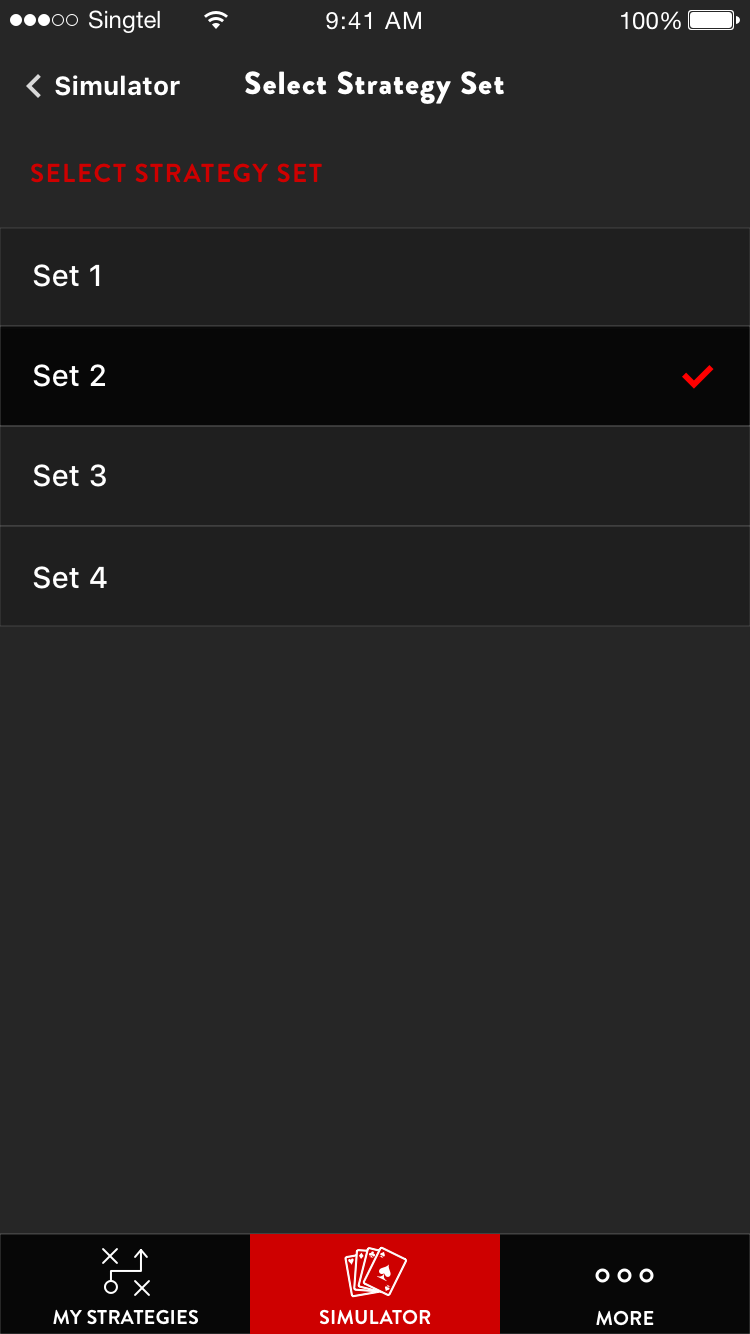 Singtel 9:41 AM 100%
Simulator Select Strategy Set
SELECT STRATEGY SET
Set 1
Set 2
Set 3
Set 4
MY STRATEGIES SIMULATOR MORE